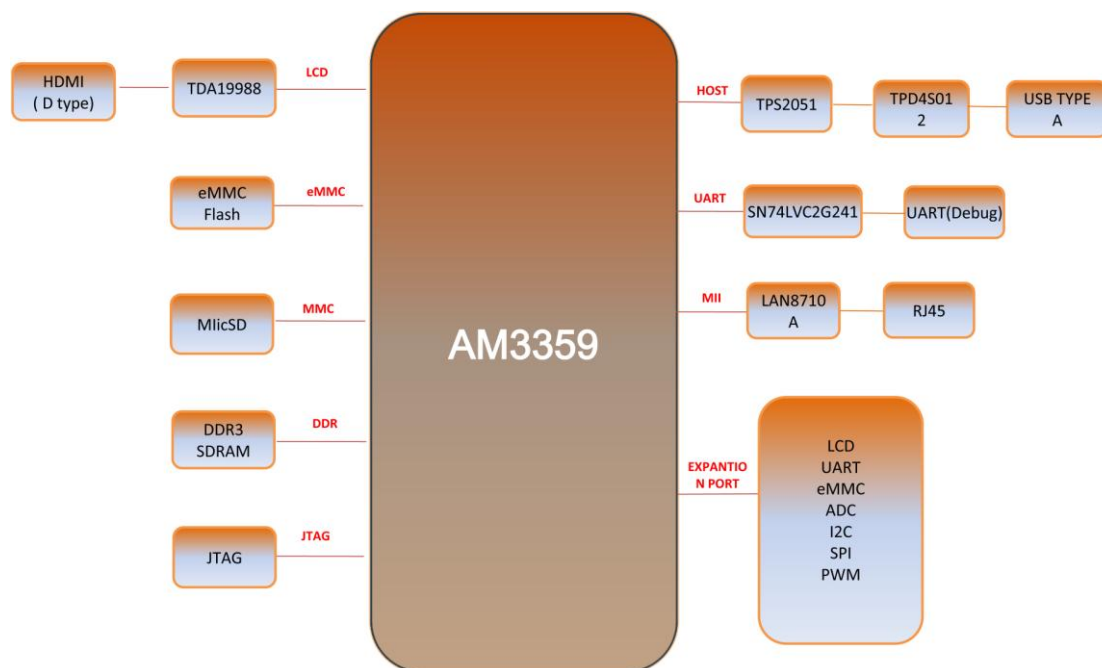 HDMI
( D type)
TDA19988
LCD
eMMC
Flash
eMMC
MIicSD
MMC
DDR3
SDRAM
DDR
JTAG
JTAG
AM3359
HOST
TPS2051
TPD4S01
2
USB TYPE
A
UART
SN74LVC2G241
UART(Debug)
MII
LAN8710
A
RJ45
EXPANTIO
N PORT
LCD
UART
eMMC
ADC
I2C
SPI
PWM